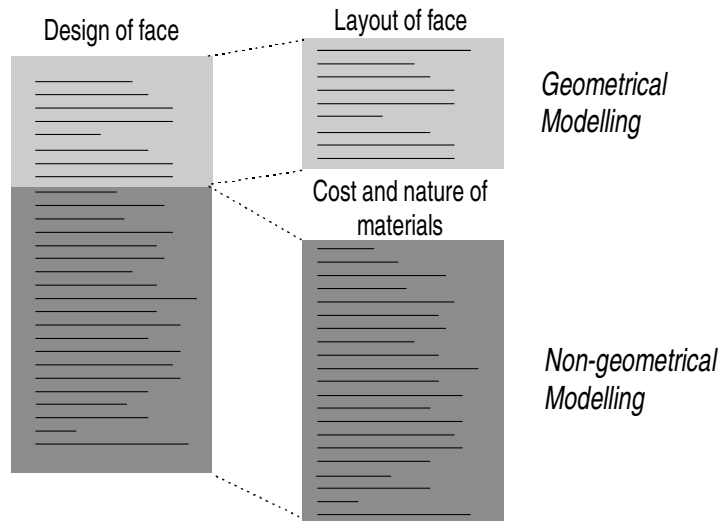 Design of face
Layout of face
Geometrical
Modelling
Cost and nature of
materials
Non-geometrical
Modelling